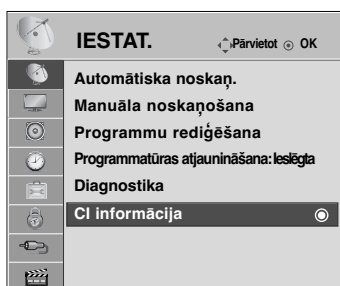 IESTAT. Pārvietot OK
Automātiska noskaņ.
Manuāla noskaņošana
Programmu rediģēšana
Programmatūras atjaunināšana: Ieslēgta
Diagnostika
CI informācija